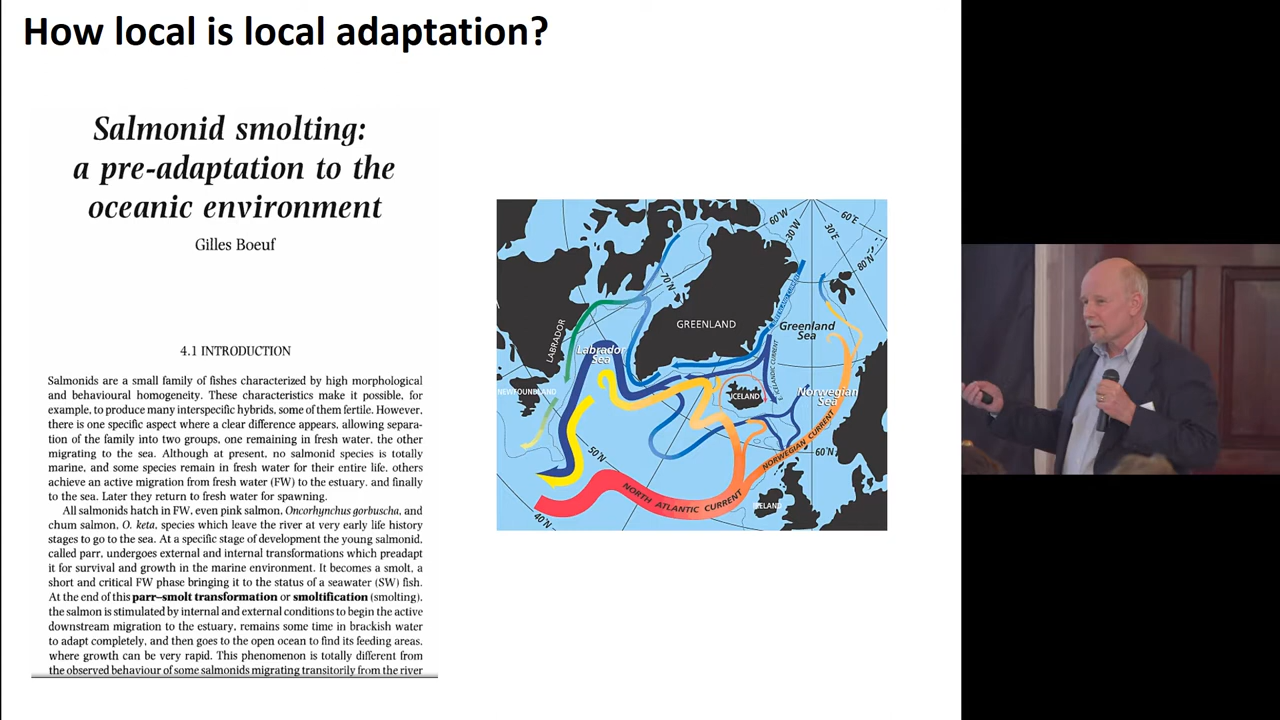 How local is local adaptation?
Salmonid smolting:
a pre-adaptation to the
oceanic environment
Gilles Boeuf
4.1 INTRODUCTION
Salmonids are a small family of fishes characterized by high morphological
and behavioural homogeneity. These characteristics make it possible, for
example, to produce many interspecific hybrids, some of them fertile. However,
there is one specific aspect where a clear difference appears, allowing separa-
tion of the family into two groups, one remaining in fresh water, the other
migrating to the sea. Although at present, no salmonid species is totally
marine, and some species remain in fresh water for their entire life, others
achieve an active migration from fresh water (FW) to the estuary, and finally
to the sea. Later they return to fresh water for spawning.
All salmonids hatch in FW, even pink salmon, Oncorhynchus gorbuscha, and
chum salmon, O. keta, species which leave the river at very early life history
stages to go to the sea. At a specific stage of development the young salmonid,
called parr, undergoes external and internal transformations which preadapt
it for survival and growth in the marine environment. It becomes a smolt, a
short and critical FW phase bringing it to the status of a seawater (SW) fish.
At the end of this parr–smolt transformation or smoltification (smolting),
the salmon is stimulated by internal and external conditions to begin the active
downstream migration to the estuary, remains some time in brackish water
to adapt completely, and then goes to the open ocean to find its feeding areas,
where growth can be very rapid. This phenomenon is totally different from
the observed behaviour of some salmonids migrating transitorily from the river
60°W
30°W
30°E
60°E
80°N
70°N
GREENLAND
Greenland
Sea
LABRADOR
Labrador
Sea
NEWFOUNDLAND
ICELAND
Norwegian
Sea
NORWEGIAN CURRENT
60°N
50°N
NORTH ATLANTIC CURRENT
40°N